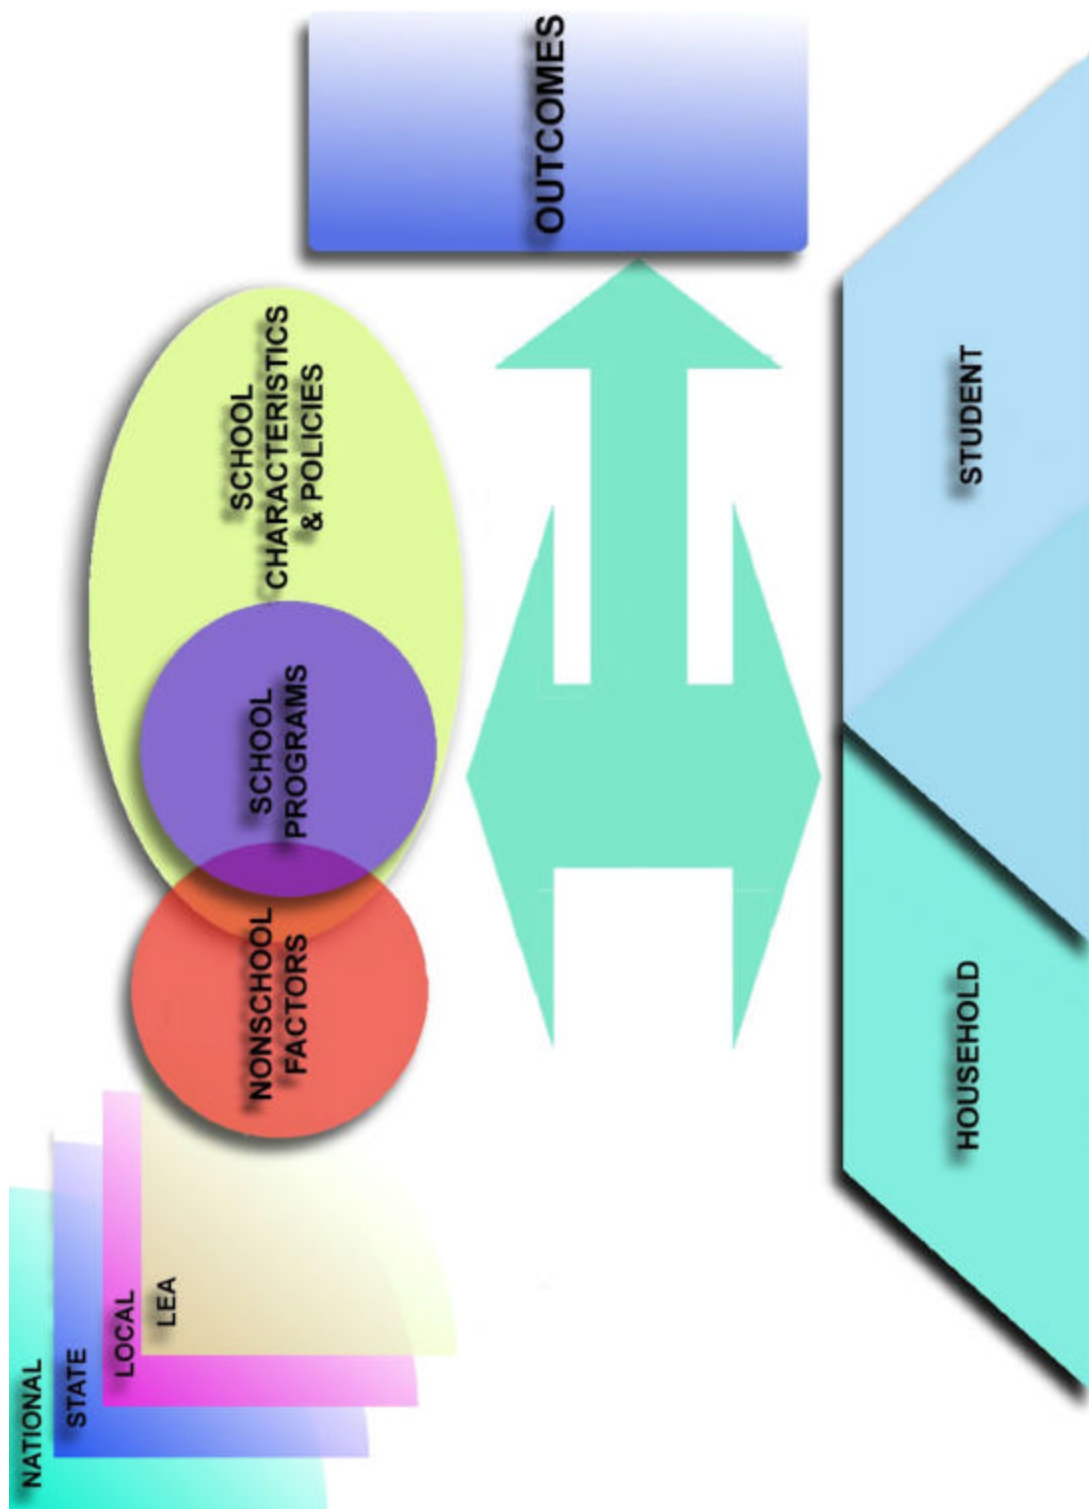 NATIONAL
STATE
LOCAL
LEA
NONSCHOOL
FACTORS
SCHOOL
PROGRAMS
SCHOOL
CHARACTERISTICS
& POLICIES
OUTCOMES
HOUSEHOLD
STUDENT